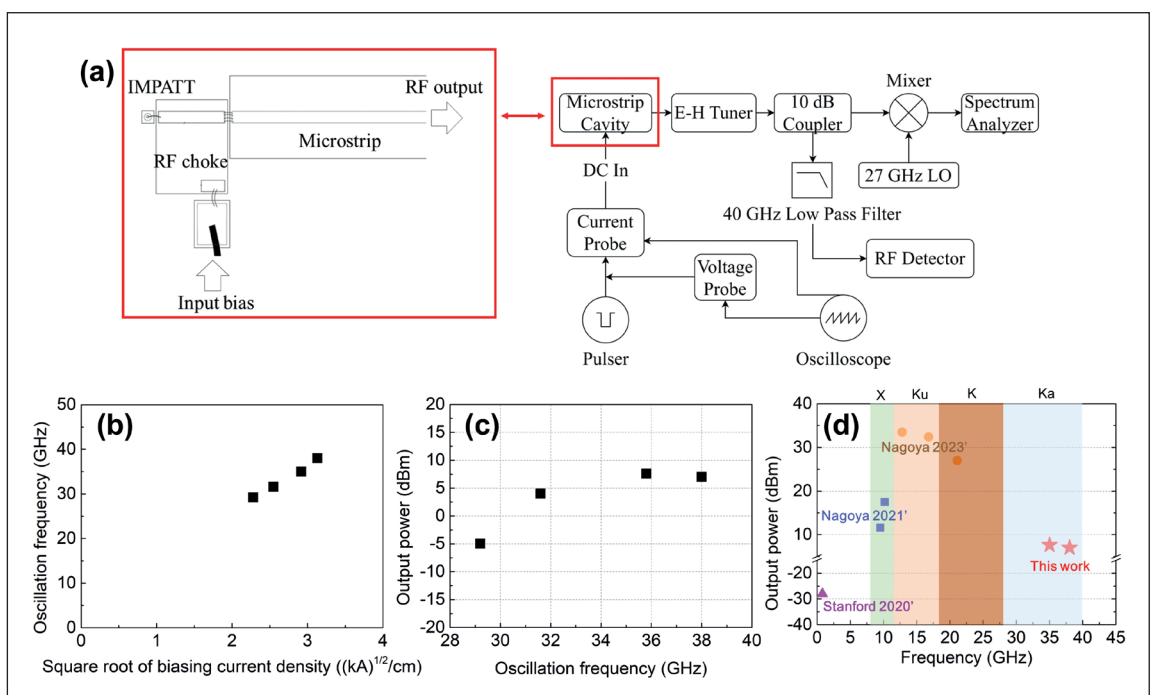 (a)
IMPATT
RF output
Microstrip
RF choke
Input bias
Microstrip
Cavity
E-H Tuner
10 dB
Coupler
Mixer
Spectrum
Analyzer
DC In
27 GHz LO
40 GHz Low Pass Filter
Current
Probe
Voltage
Probe
RF Detector
Pulser
Oscilloscope
(b)
Oscillation frequency (GHz)
50
40
30
20
10
0
0 1 2 3 4
Square root of biasing current density ((kA)^1/2/cm)
(c)
Output power (dBm)
20
15
10
5
0
-5
-10
-15
-20
28 30 32 34 36 38 40
Oscillation frequency (GHz)
(d)
X Ku K Ka
Output Power (dBm)
40
30
20
10
-20
-30
-40
Nagoya 2023'
Nagoya 2021'
This work
Stanford 2020'
0 5 10 15 20 25 30 35 40 45
Frequency (GHz)